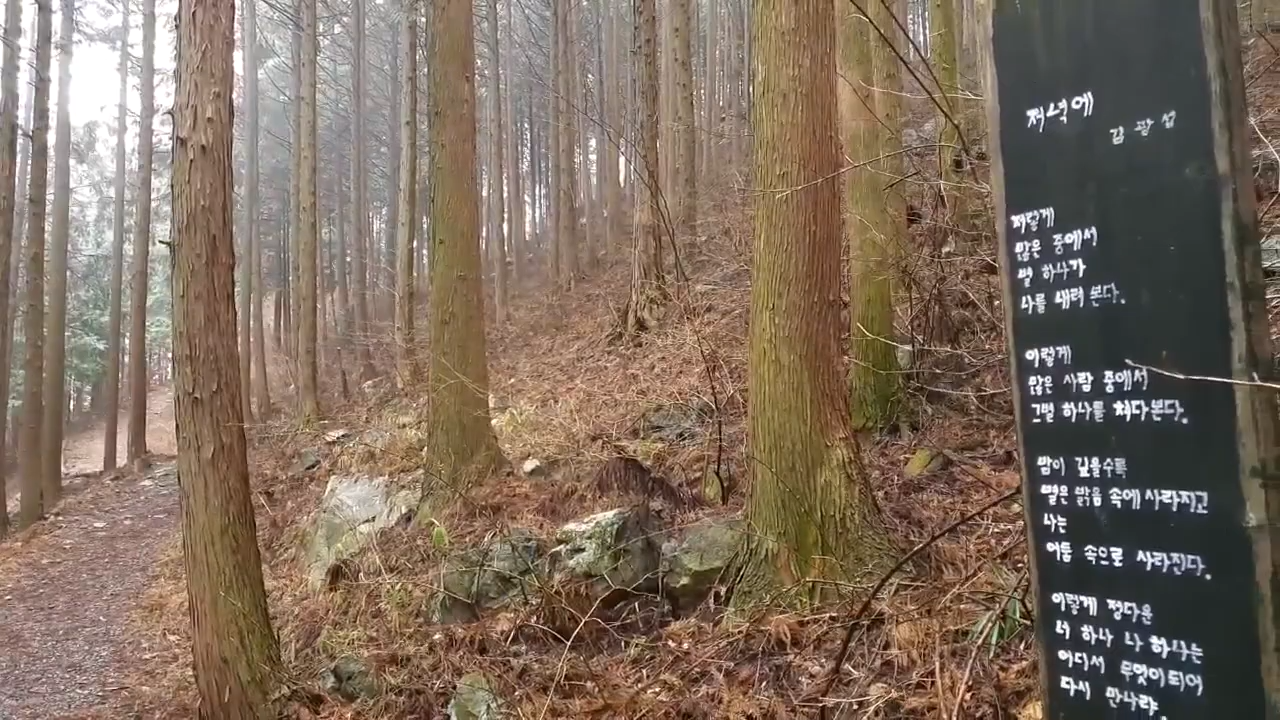 저녁에
김광섭
저렇게
많은 중에서
별 하나가
나를 내려 본다.
이렇게
많은 사람 중에서
그별 하나를 쳐다본다.
밤이 깊을수록
별은 밝음 속에 사라지고
나는
어둠 속으로 사라진다.
이렇게 정다운
너 하나 나 하나는
어디서 무엇이 되어
다시 만나랴.